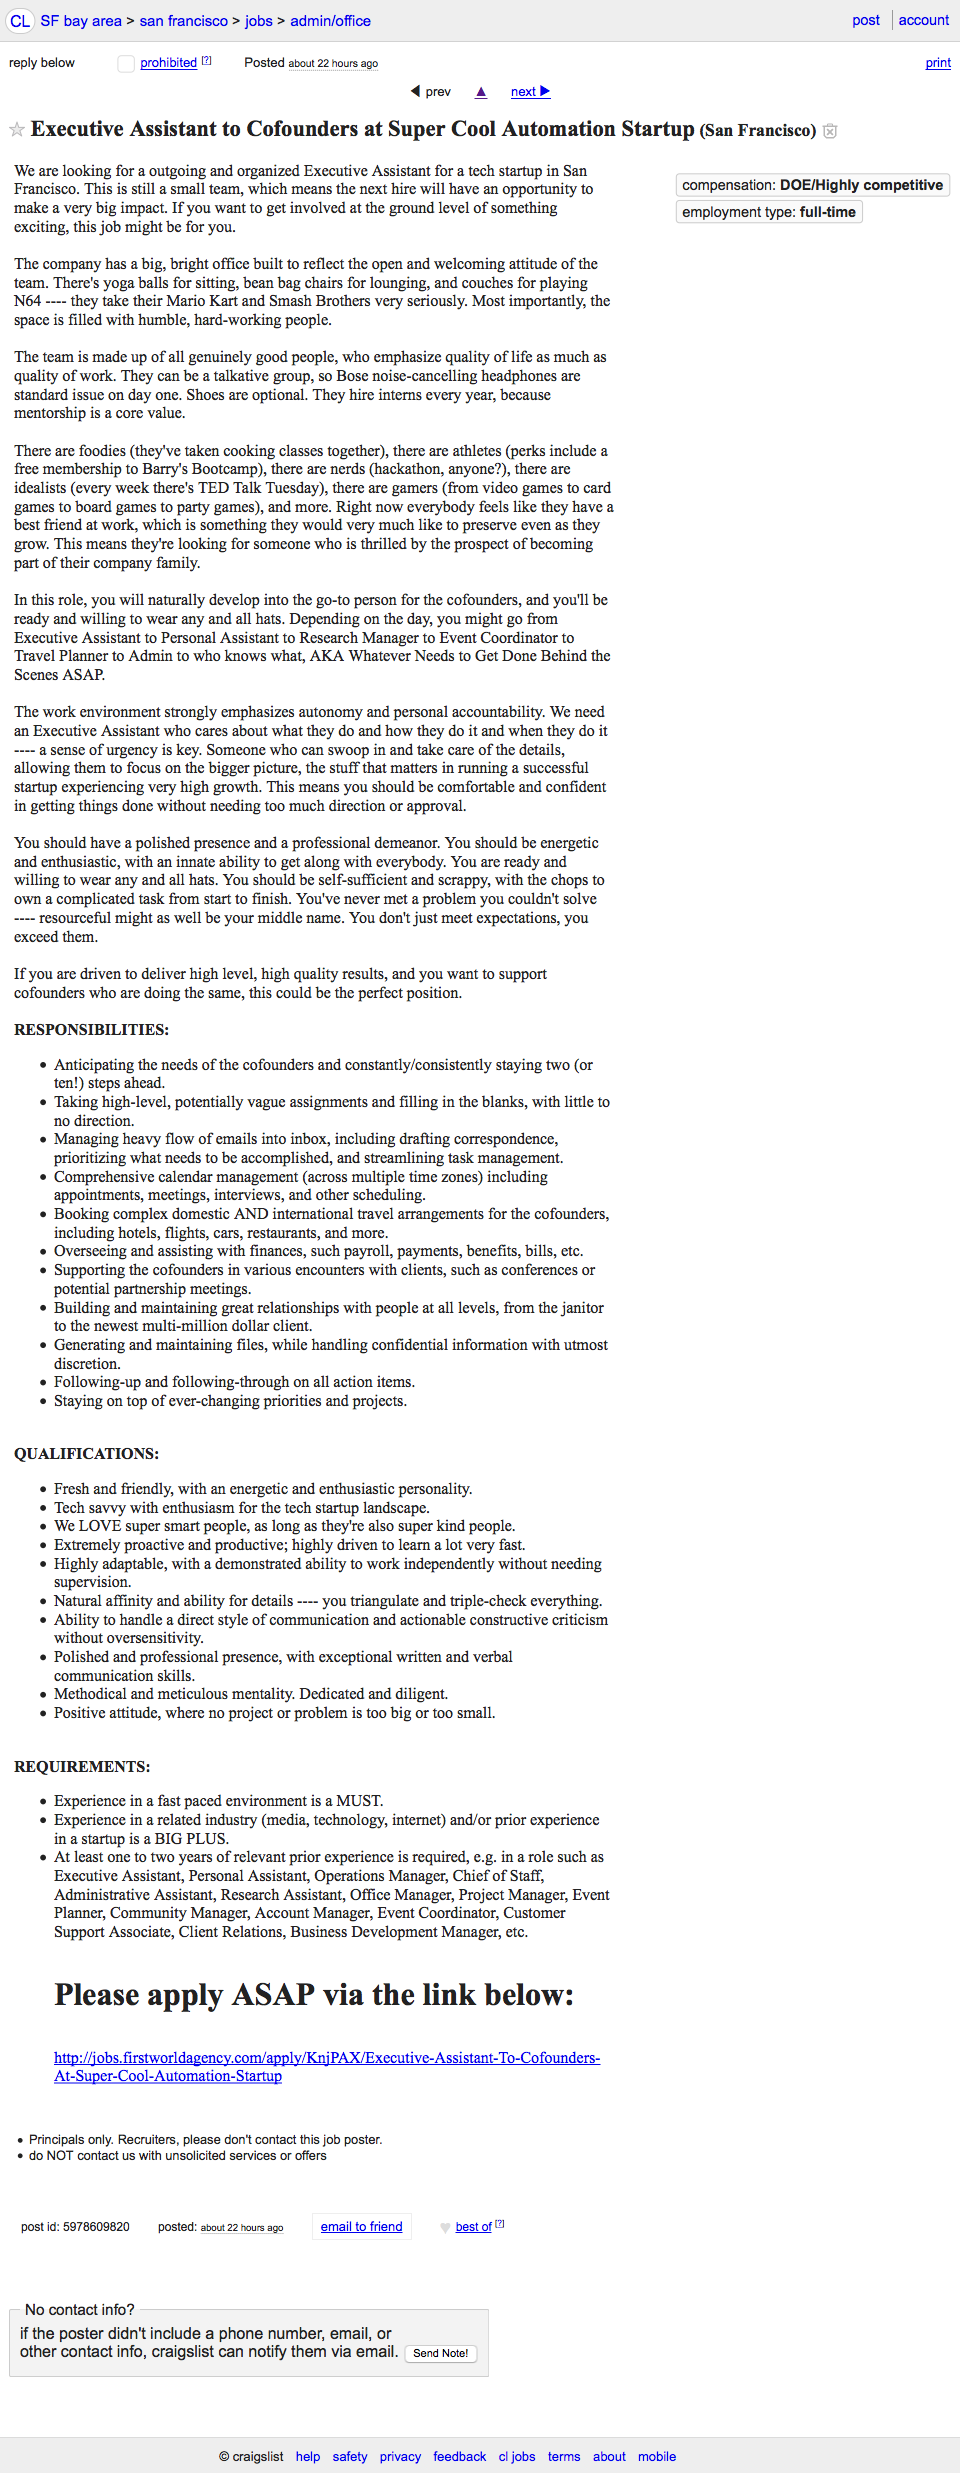 CL SF bay area > san francisco > jobs > admin/office post account
reply below prohibited [?] Posted about 22 hours ago print
◀ prev ▲ next ▶
☆ Executive Assistant to Cofounders at Super Cool Automation Startup (San Francisco)
We are looking for a outgoing and organized Executive Assistant for a tech startup in San
Francisco. This is still a small team, which means the next hire will have an opportunity to
make a very big impact. If you want to get involved at the ground level of something
exciting, this job might be for you.
compensation: DOE/Highly competitive
employment type: full-time
The company has a big, bright office built to reflect the open and welcoming attitude of the
team. There's yoga balls for sitting, bean bag chairs for lounging, and couches for playing
N64 ---- they take their Mario Kart and Smash Brothers very seriously. Most importantly, the
space is filled with humble, hard-working people.
The team is made up of all genuinely good people, who emphasize quality of life as much as
quality of work. They can be a talkative group, so Bose noise-cancelling headphones are
standard issue on day one. Shoes are optional. They hire interns every year, because
mentorship is a core value.
There are foodies (they've taken cooking classes together), there are athletes (perks include a
free membership to Barry's Bootcamp), there are nerds (hackathon, anyone?), there are
idealists (every week there's TED Talk Tuesday), there are gamers (from video games to card
games to board games to party games), and more. Right now everybody feels like they have a
best friend at work, which is something they would very much like to preserve even as they
grow. This means they're looking for someone who is thrilled by the prospect of becoming
part of their company family.
In this role, you will naturally develop into the go-to person for the cofounders, and you'll be
ready and willing to wear any and all hats. Depending on the day, you might go from
Executive Assistant to Personal Assistant to Research Manager to Event Coordinator to
Travel Planner to Admin to who knows what, AKA Whatever Needs to Get Done Behind the
Scenes ASAP.
The work environment strongly emphasizes autonomy and personal accountability. We need
an Executive Assistant who cares about what they do and how they do it and when they do it
---- a sense of urgency is key. Someone who can swoop in and take care of the details,
allowing them to focus on the bigger picture, the stuff that matters in running a successful
startup experiencing very high growth. This means you should be comfortable and confident
in getting things done without needing too much direction or approval.
You should have a polished presence and a professional demeanor. You should be energetic
and enthusiastic, with an innate ability to get along with everybody. You are ready and
willing to wear any and all hats. You should be self-sufficient and scrappy, with the chops to
own a complicated task from start to finish. You've never met a problem you couldn't solve
---- resourceful might as well be your middle name. You don't just meet expectations, you
exceed them.
If you are driven to deliver high level, high quality results, and you want to support
cofounders who are doing the same, this could be the perfect position.
RESPONSIBILITIES:
• Anticipating the needs of the cofounders and constantly/consistently staying two (or
ten!) steps ahead.
• Taking high-level, potentially vague assignments and filling in the blanks, with little to
no direction.
• Managing heavy flow of emails into inbox, including drafting correspondence,
prioritizing what needs to be accomplished, and streamlining task management.
• Comprehensive calendar management (across multiple time zones) including
appointments, meetings, interviews, and other scheduling.
• Booking complex domestic AND international travel arrangements for the cofounders,
including hotels, flights, cars, restaurants, and more.
• Overseeing and assisting with finances, such payroll, payments, benefits, bills, etc.
• Supporting the cofounders in various encounters with clients, such as conferences or
potential partnership meetings.
• Building and maintaining great relationships with people at all levels, from the janitor
to the newest multi-million dollar client.
• Generating and maintaining files, while handling confidential information with utmost
discretion.
• Following-up and following-through on all action items.
• Staying on top of ever-changing priorities and projects.
QUALIFICATIONS:
• Fresh and friendly, with an energetic and enthusiastic personality.
• Tech savvy with enthusiasm for the tech startup landscape.
• We LOVE super smart people, as long as they're also super kind people.
• Extremely proactive and productive; highly driven to learn a lot very fast.
• Highly adaptable, with a demonstrated ability to work independently without needing
supervision.
• Natural affinity and ability for details ---- you triangulate and triple-check everything.
• Ability to handle a direct style of communication and actionable constructive criticism
without oversensitivity.
• Polished and professional presence, with exceptional written and verbal
communication skills.
• Methodical and meticulous mentality. Dedicated and diligent.
• Positive attitude, where no project or problem is too big or too small.
REQUIREMENTS:
• Experience in a fast paced environment is a MUST.
• Experience in a related industry (media, technology, internet) and/or prior experience
in a startup is a BIG PLUS.
• At least one to two years of relevant prior experience is required, e.g. in a role such as
Executive Assistant, Personal Assistant, Operations Manager, Chief of Staff,
Administrative Assistant, Research Assistant, Office Manager, Project Manager, Event
Planner, Community Manager, Account Manager, Event Coordinator, Customer
Support Associate, Client Relations, Business Development Manager, etc.
Please apply ASAP via the link below:
http://jobs.firstworldagency.com/apply/KnjPAX/Executive-Assistant-To-Cofounders-
At-Super-Cool-Automation-Startup
• Principals only. Recruiters, please don't contact this job poster.
• do NOT contact us with unsolicited services or offers
post id: 5978609820 posted: about 22 hours ago email to friend ♥ best of [?]
No contact info?
if the poster didn't include a phone number, email, or
other contact info, craigslist can notify them via email. Send Note!
© craigslist help safety privacy feedback cl jobs terms about mobile